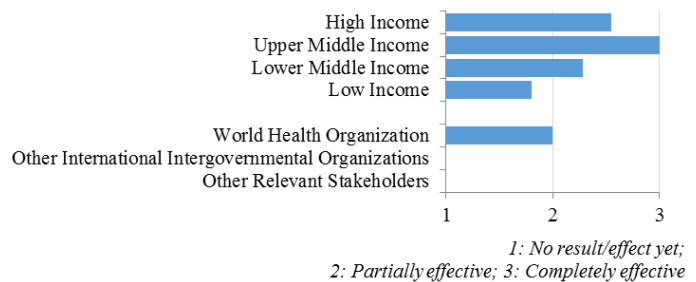 High Income
Upper Middle Income
Lower Middle Income
Low Income
World Health Organization
Other International Intergovernmental Organizations
Other Relevant Stakeholders
1 2 3
1: No result/effect yet;
2: Partially effective; 3: Completely effective